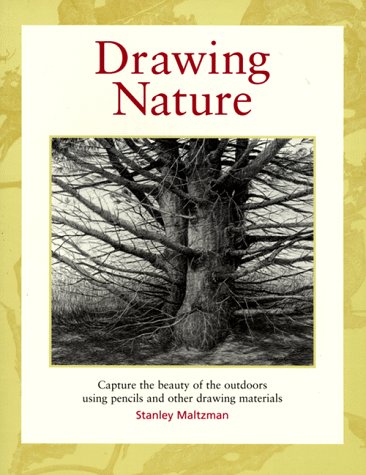 Drawing
Nature
Capture the beauty of the outdoors
using pencils and other drawing materials
Stanley Maltzman